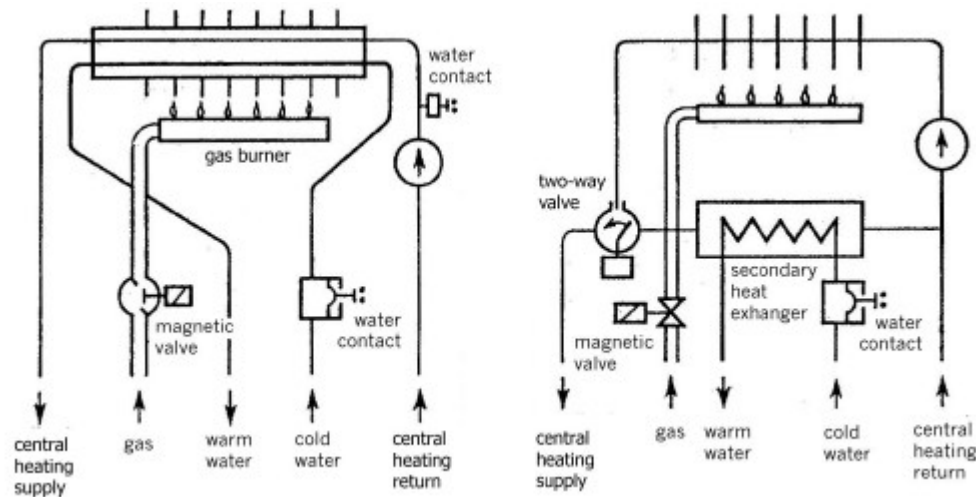 water
contact
gas burner
magnetic
valve
water
contact
central
heating
supply
gas
warm
water
cold
water
central
heating
return
two-way
valve
secondary
heat
exhanger
magnetic
valve
water
contact
central
heating
supply
gas
warm
water
cold
water
central
heating
return